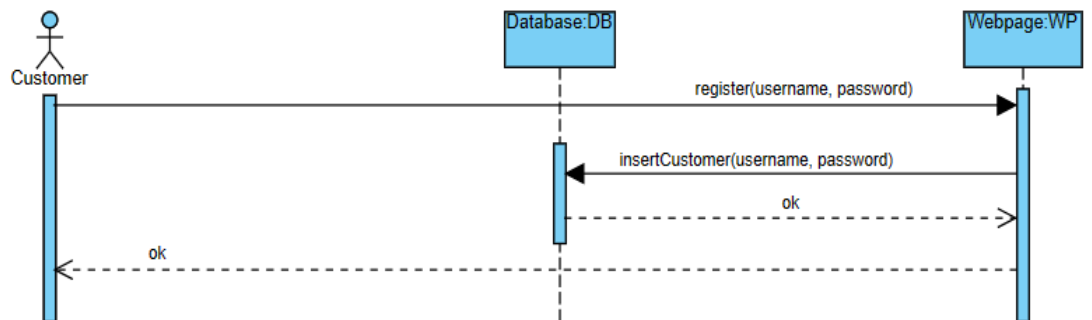 Database:DB
Webpage:WP
Customer
register(username, password)
insertCustomer(username, password)
ok
ok